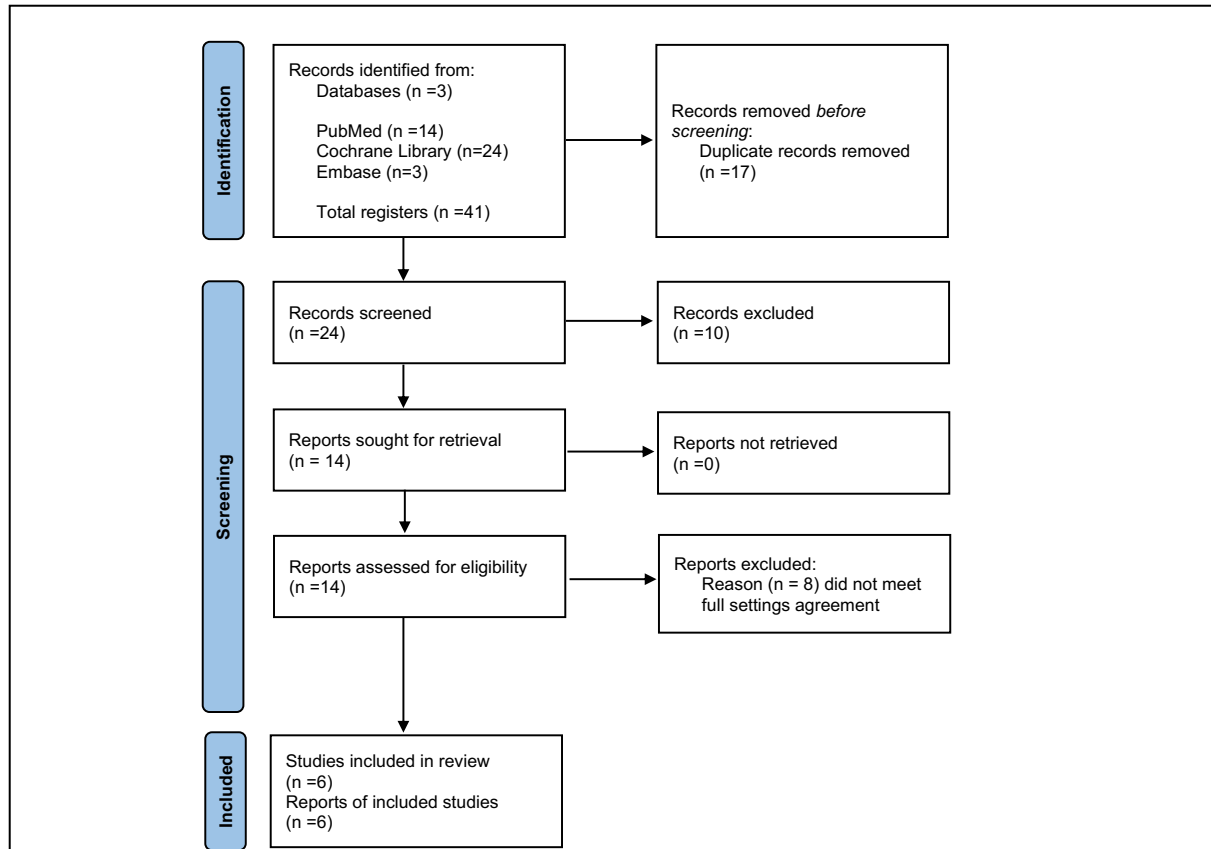 Identification
Records identified from:
Databases (n =3)
PubMed (n =14)
Cochrane Library (n=24)
Embase (n=3)
Total registers (n =41)
Records removed before
screening:
Duplicate records removed
(n =17)
Screening
Records screened
(n =24)
Records excluded
(n =10)
Reports sought for retrieval
(n = 14)
Reports not retrieved
(n =0)
Reports assessed for eligibility
(n =14)
Reports excluded:
Reason (n = 8) did not meet
full settings agreement
Included
Studies included in review
(n =6)
Reports of included studies
(n =6)